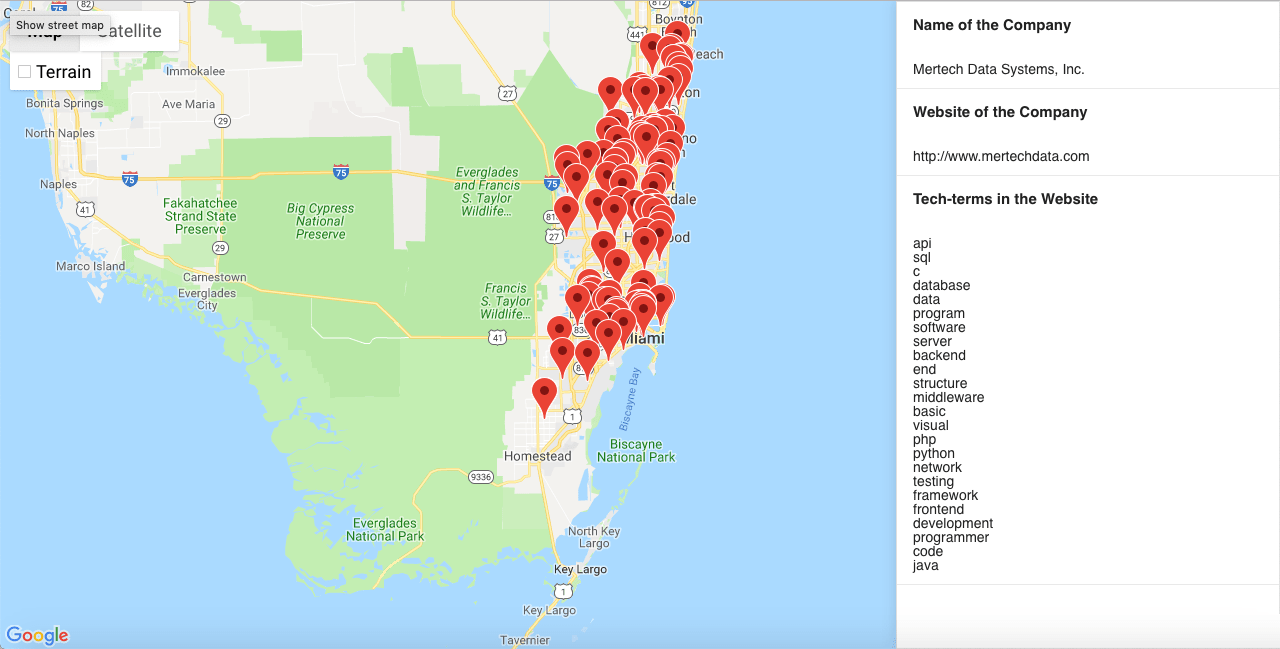 812
75
95
Show street map
Map
Satellite
Boynton
441
each
Terrain
Immokalee
27
on
Bonita Springs
Ave Maria
29
North Naples
75
75
Everglades
and Francis
S. Taylor
Wildlife...
75
Naples
41
Fakahatchee
Strand State
Preserve
Big Cypress
National
Preserve
rdale
27
29
ood
Marco Island
Carnestown
Everglades
City
Francis
S. Taylor
Wildlife...
41
iami
Biscayne Bay
1
Homestead
Biscayne
National Park
9336
Everglades
National Park
North Key
Largo
Key Largo
1
Key Largo
Google
Tavernier
Name of the Company
Mertech Data Systems, Inc.
Website of the Company
http://www.mertechdata.com
Tech-terms in the Website
api
sql
c
database
data
program
software
server
backend
end
structure
middleware
basic
visual
php
python
network
testing
framework
frontend
development
programmer
code
java